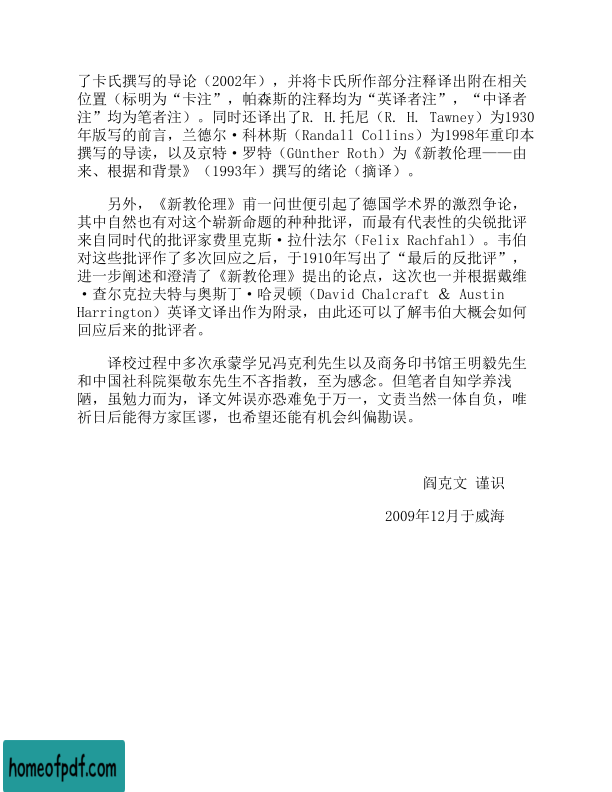 了卡氏撰写的导论（2002年），并将卡氏所作部分注释译出附在相关
位置（标明为“卡注”，帕森斯的注释均为“英译者注”，“中译者
注”均为笔者注）。同时还译出了R. H.托尼（R. H. Tawney）为1930
年版写的前言，兰德尔·科林斯（Randall Collins）为1998年重印本
撰写的导读，以及京特·罗特（Günther Roth）为《新教伦理——由
来、根据和背景》（1993年）撰写的绪论（摘译）。
另外，《新教伦理》甫一问世便引起了德国学术界的激烈争论，
其中自然也有对这个崭新命题的种种批评，而最有代表性的尖锐批评
来自同时代的批评家费里克斯·拉什法尔（Felix Rachfahl）。韦伯
对这些批评作了多次回应之后，于1910年写出了“最后的反批评”，
进一步阐述和澄清了《新教伦理》提出的论点，这次也一并根据戴维
·查尔克拉夫特与奥斯丁·哈灵顿（David Chalcraft ＆ Austin
Harrington）英译文译出作为附录，由此还可以了解韦伯大概会如何
回应后来的批评者。
译校过程中多次承蒙学兄冯克利先生以及商务印书馆王明毅先生
和中国社科院渠敬东先生不吝指教，至为感念。但笔者自知学养浅
陋，虽勉力而为，译文舛误亦恐难免于万一，文责当然一体自负，唯
祈日后能得方家匡谬，也希望还能有机会纠偏勘误。
阎克文 谨识
2009年12月于威海
homeofpdf.com